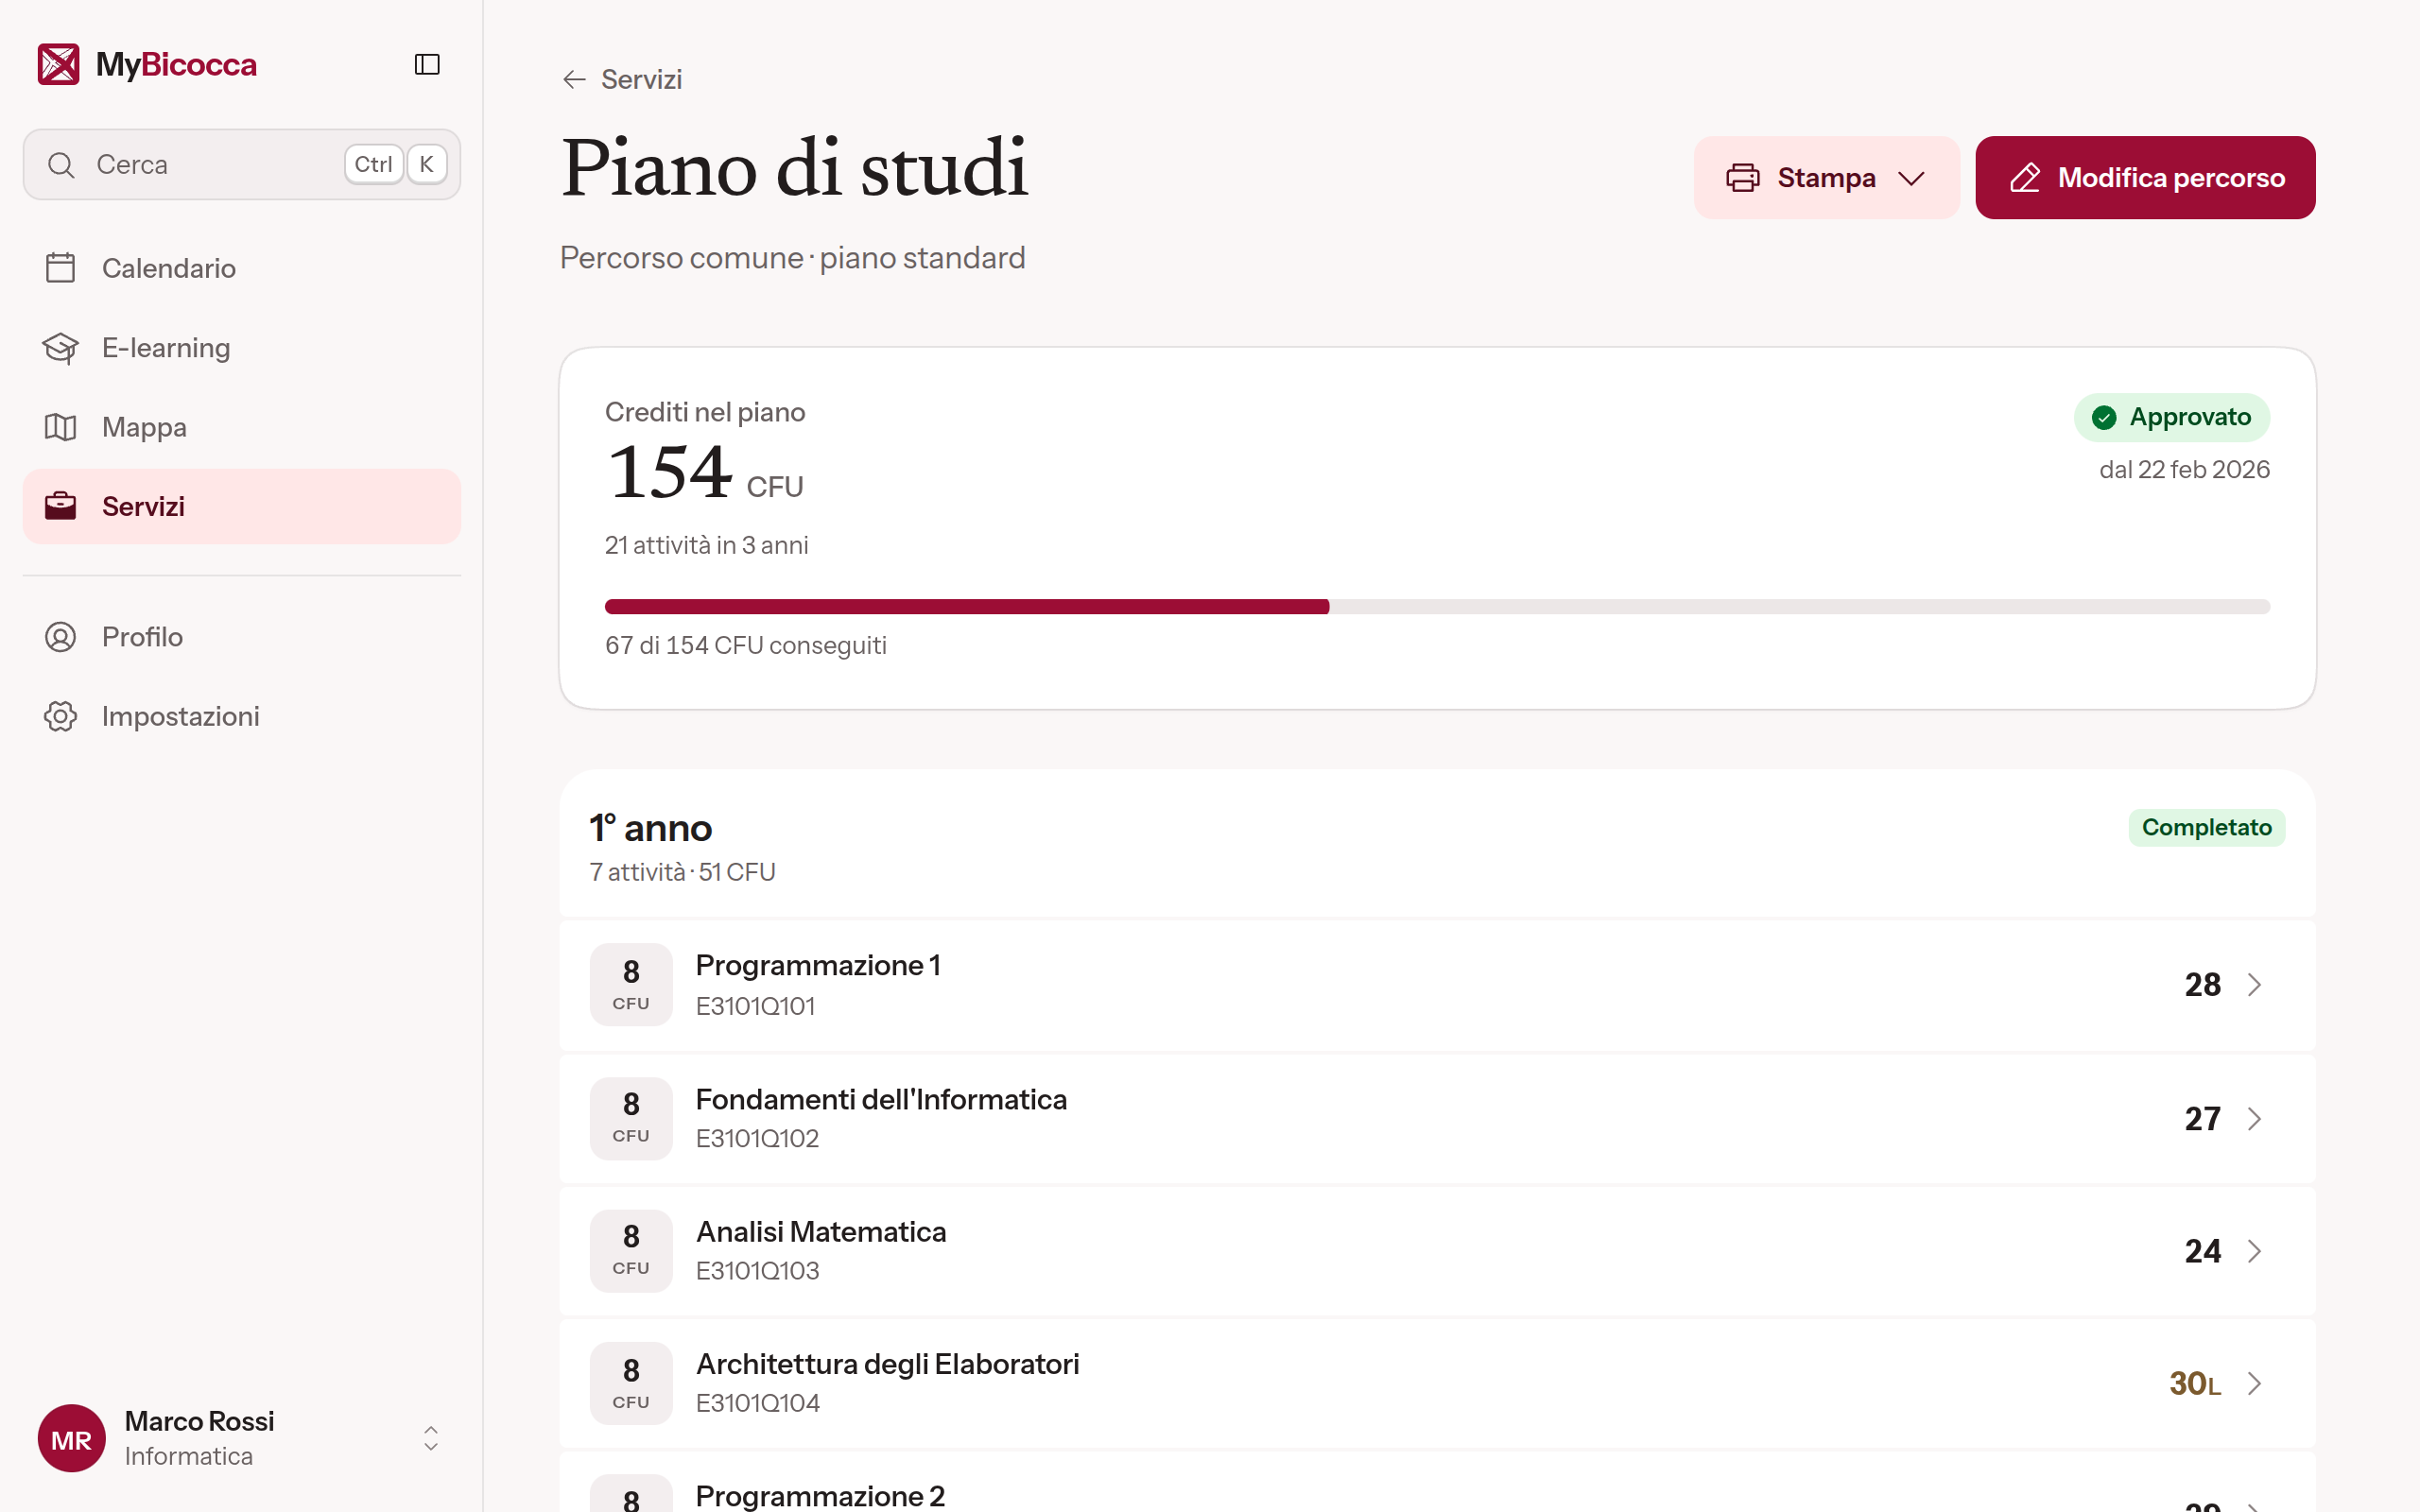 MyBicocca
Cerca
Ctrl K
Calendario
E-learning
Mappa
Servizi
Profilo
Impostazioni
MR
Marco Rossi
Informatica
Servizi
Piano di studi
Percorso comune · piano standard
Stampa
Modifica percorso
Crediti nel piano
154 CFU
21 attività in 3 anni
Approvato
dal 22 feb 2026
67 di 154 CFU conseguiti
1° anno
7 attività · 51 CFU
Completato
8 CFU
Programmazione 1
E3101Q101
28
8 CFU
Fondamenti dell'Informatica
E3101Q102
27
8 CFU
Analisi Matematica
E3101Q103
24
8 CFU
Architettura degli Elaboratori
E3101Q104
30L
8
Programmazione 2